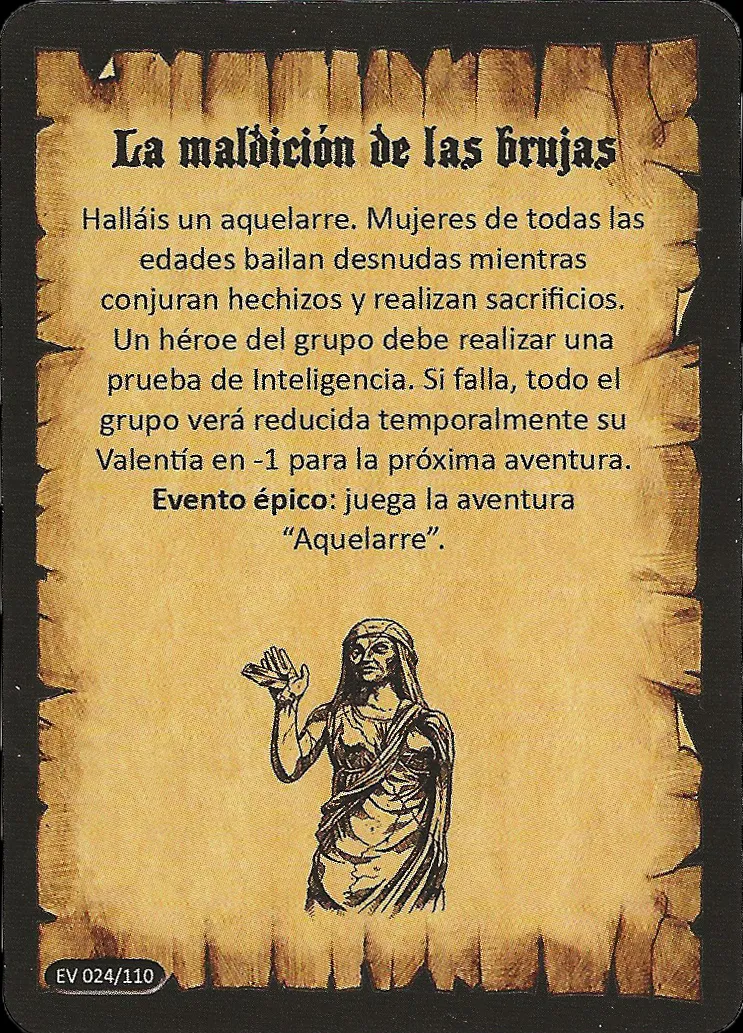 La maldición de las brujas
Halláis un aquelarre. Mujeres de todas las
edades bailan desnudas mientras
conjuran hechizos y realizan sacrificios.
Un héroe del grupo debe realizar una
prueba de Inteligencia. Si falla, todo el
grupo verá reducida temporalmente su
Valentía en -1 para la próxima aventura.
Evento épico: juega la aventura
“Aquelarre”.
EV 024/110